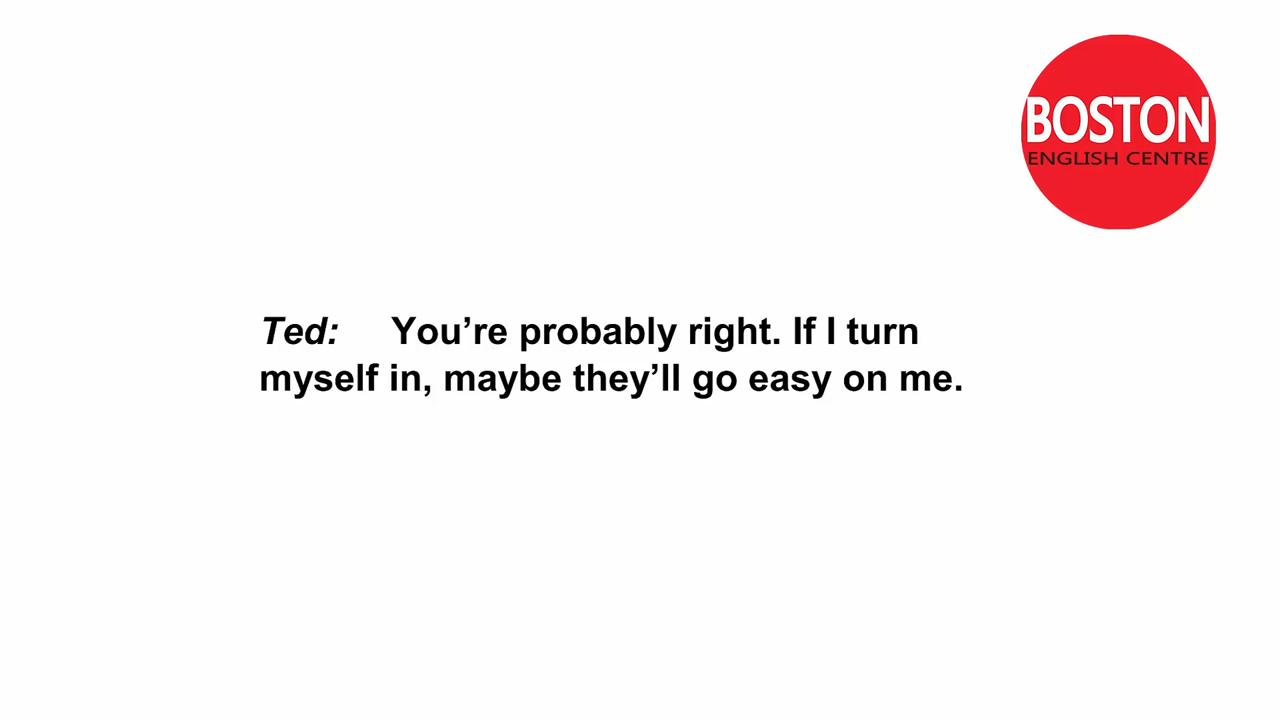 BOSTON
ENGLISH CENTRE
Ted: You’re probably right. If I turn
myself in, maybe they’ll go easy on me.